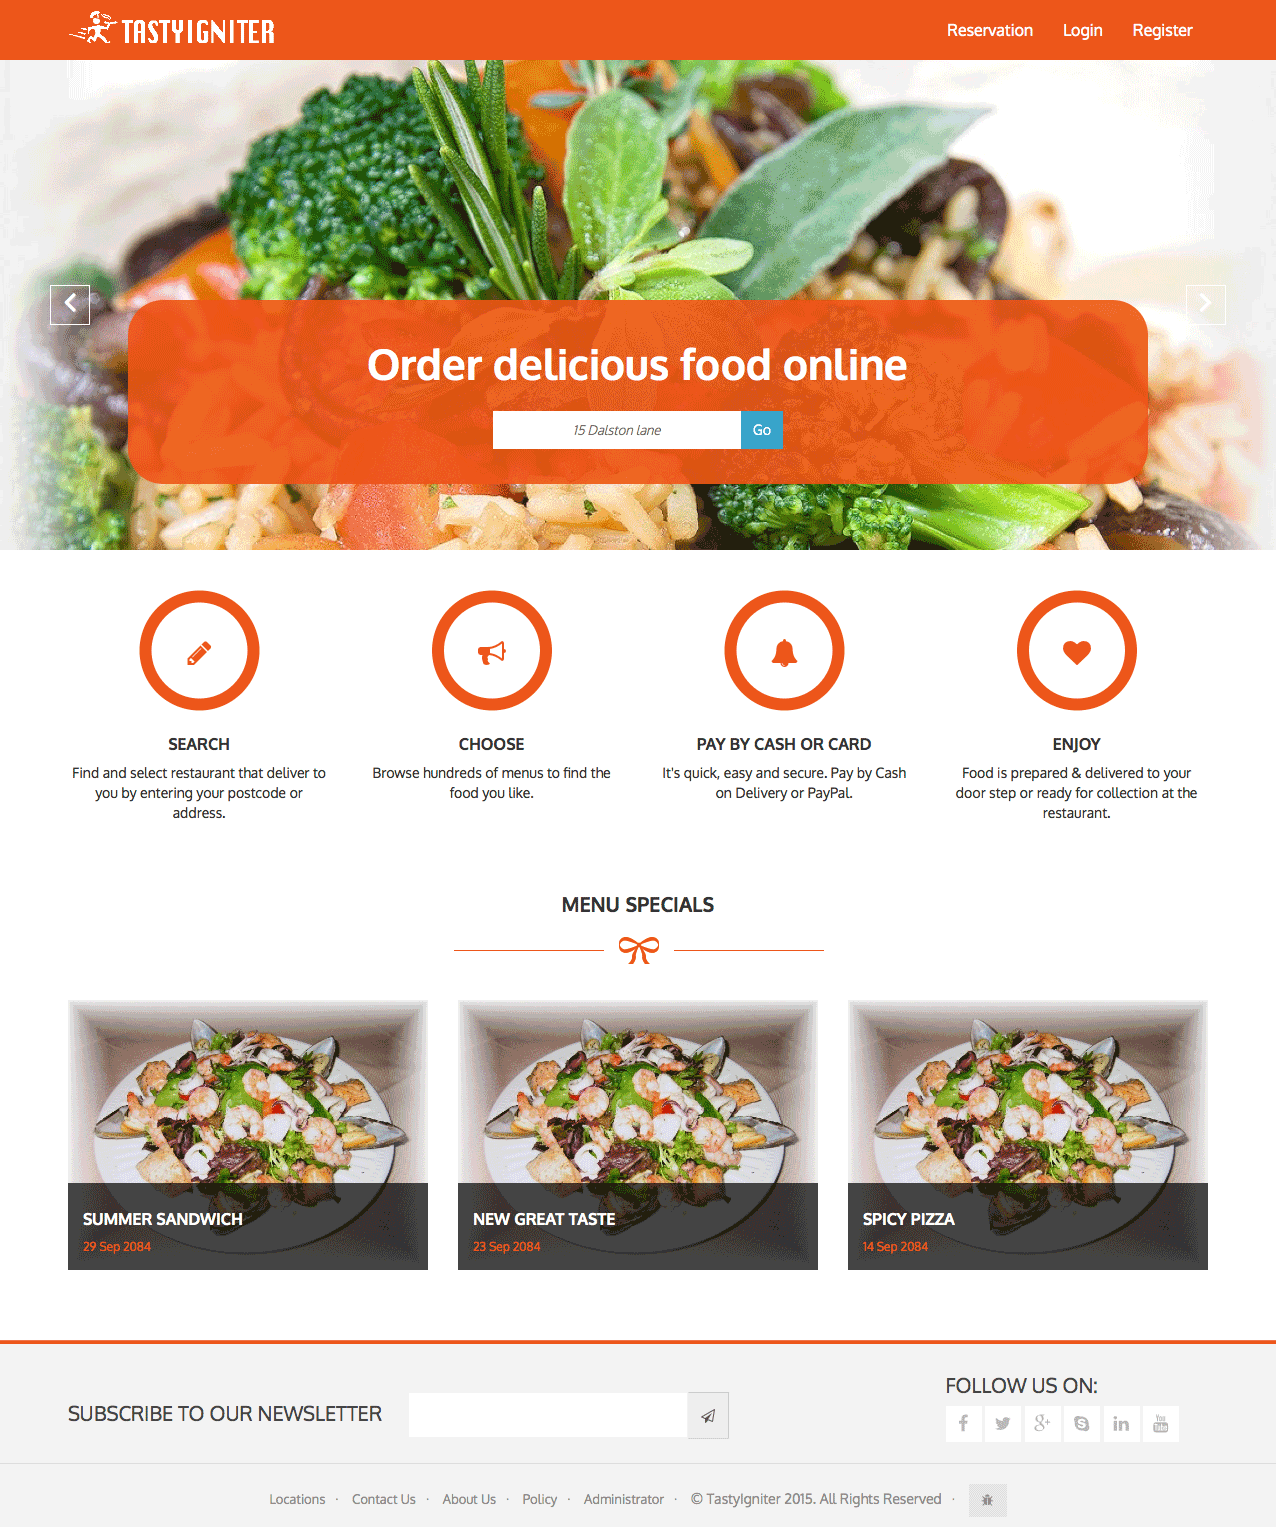 TASTYIGNITER
Reservation Login Register
Order delicious food online
15 Dalston lane Go
SEARCH
Find and select restaurant that deliver to
you by entering your postcode or
address.
CHOOSE
Browse hundreds of menus to find the
food you like.
PAY BY CASH OR CARD
It's quick, easy and secure. Pay by Cash
on Delivery or PayPal.
ENJOY
Food is prepared & delivered to your
door step or ready for collection at the
restaurant.
MENU SPECIALS
SUMMER SANDWICH
29 Sep 2084
NEW GREAT TASTE
23 Sep 2084
SPICY PIZZA
14 Sep 2084
SUBSCRIBE TO OUR NEWSLETTER
FOLLOW US ON:
You Tube
Locations · Contact Us · About Us · Policy · Administrator · © TastyIgniter 2015. All Rights Reserved ·